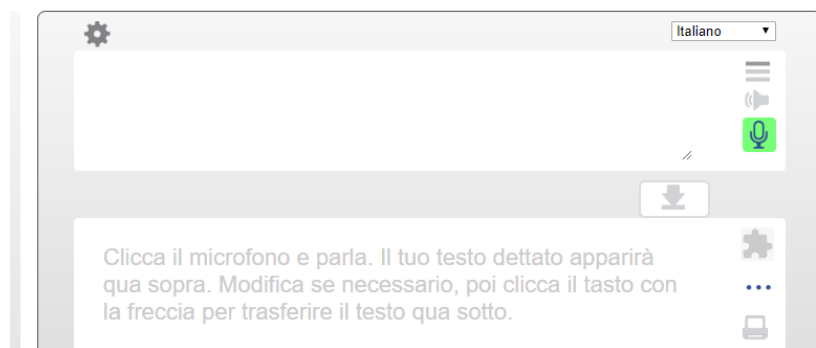 Italiano
Clicca il microfono e parla. Il tuo testo dettato apparirà
qua sopra. Modifica se necessario, poi clicca il tasto con
la freccia per trasferire il testo qua sotto.